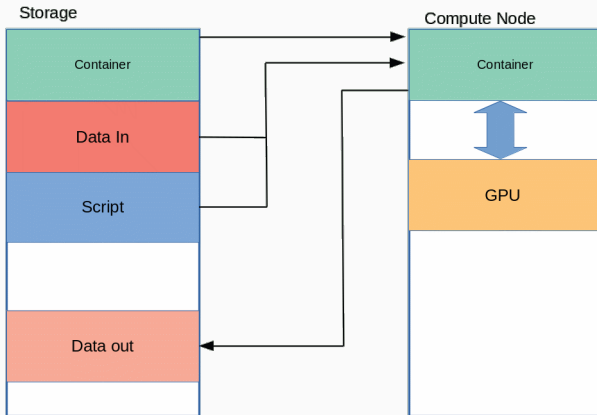 Storage
Compute Node
Container
Container
Data In
GPU
Script
Data out